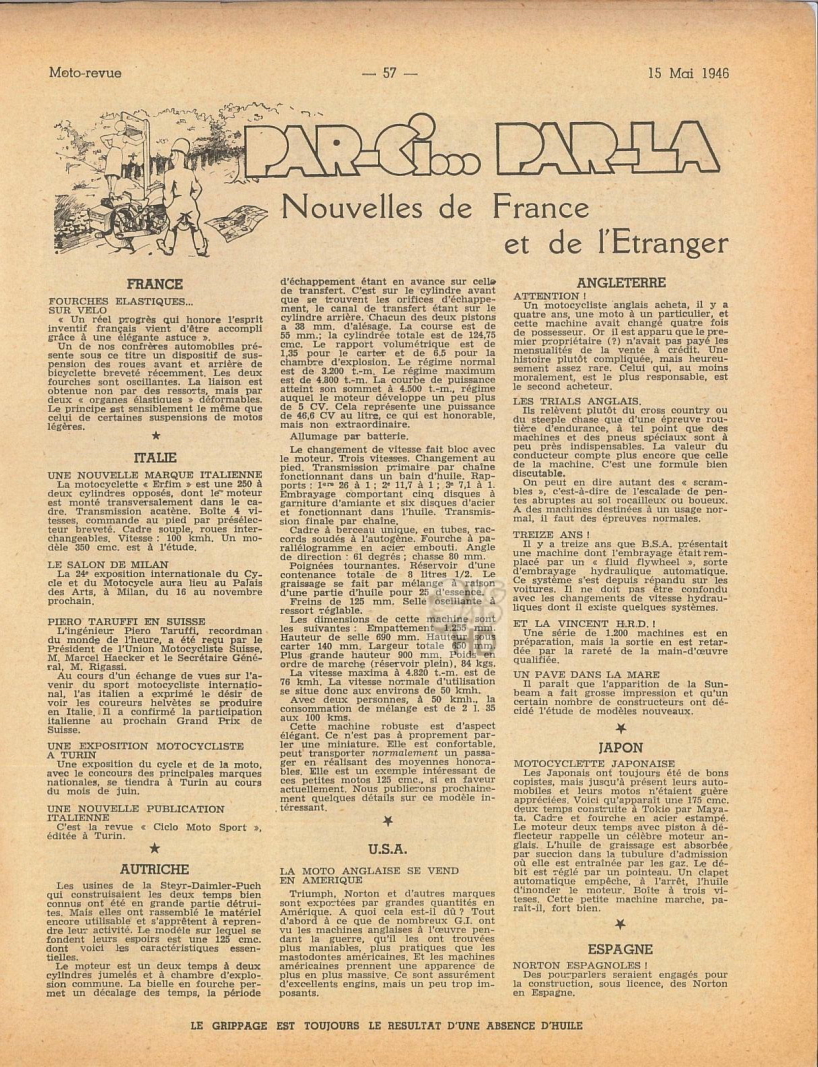 Moto-revue
— 57 —
15 Mai 1946
PAR-Ci... PAR-LA
Nouvelles de France
et de l'Etranger
FRANCE
FOURCHES ELASTIQUES...
SUR VELO
« Un réel progrès qui honore l'esprit
inventif français vient d'être accompli
grâce à une élégante astuce ».
Un de nos confrères automobiles pré-
sente sous ce titre un dispositif de sus-
pension des roues avant et arrière de
bicyclette breveté récemment. Les deux
fourches sont oscillantes. La liaison est
obtenue non par des ressorts, mais par
deux « organes élastiques » déformables.
Le principe est sensiblement le même que
celui de certaines suspensions de motos
légères.
★
ITALIE
UNE NOUVELLE MARQUE ITALIENNE
La motocyclette « Erfim » est une 250 à
deux cylindres opposés, dont le moteur
est monté transversalement dans le ca-
dre. Transmission acatène. Boîte 4 vi-
tesses, commande au pied par présélec-
teur breveté. Cadre souple, roues inter-
changeables. Vitesse : 100 kmh. Un mo-
dèle 350 cmc. est à l'étude.
LE SALON DE MILAN
La 24e exposition internationale du Cy-
cle et du Motocycle aura lieu au Palais
des Arts, à Milan, du 16 au novembre
prochain.
PIERO TARUFFI EN SUISSE
L'ingénieur Piero Taruffi, recordman
du monde de l'heure, a été reçu par le
Président de l'Union Motocycliste Suisse,
M. Marcel Haecker et le Secrétaire Géné-
ral, M. Rigassi.
Au cours d'un échange de vues sur l'a-
venir du sport motocycliste internatio-
nal, l'as italien a exprimé le désir de
voir les coureurs helvètes se produire
en Italie. Il a confirmé la participation
italienne au prochain Grand Prix de
Suisse.
UNE EXPOSITION MOTOCYCLISTE
A TURIN
Une exposition du cycle et de la moto,
avec le concours des principales marques
nationales, se tiendra à Turin au cours
du mois de juin.
UNE NOUVELLE PUBLICATION
ITALIENNE
C'est la revue « Ciclo Moto Sport »,
éditée à Turin.
★
AUTRICHE
Les usines de la Steyr-Daimler-Puch
qui construisaient les deux temps bien
connus ont été en grande partie détrui-
tes. Mais elles ont rassemblé le matériel
encore utilisable et s'apprêtent à repren-
dre leur activité. Le modèle sur lequel se
fondent leurs espoirs est une 125 cmc.
dont voici les caractéristiques essen-
tielles.
Le moteur est un deux temps à deux
cylindres jumelés et à chambre d'explo-
sion commune. La bielle en fourche per-
met un décalage des temps, la période
d'échappement étant en avance sur celle
de transfert. C'est sur le cylindre avant
que se trouvent les orifices d'échappe-
ment, le canal de transfert étant sur le
cylindre arrière. Chacun des deux pistons
a 38 mm. d'alésage. La course est de
55 mm.; la cylindrée totale est de 124,75
cmc. Le rapport volumétrique est de
1,35 pour le carter et de 6.5 pour la
chambre d'explosion. Le régime normal
est de 3.200 t.-m. Le régime maximum
est de 4.800 t.-m. La courbe de puissance
atteint son sommet à 4.500 t.-m., régime
auquel le moteur développe un peu plus
de 5 CV. Cela représente une puissance
de 46,6 CV au litre, ce qui est honorable,
mais non extraordinaire.
Allumage par batterie.
Le changement de vitesse fait bloc avec
le moteur. Trois vitesses. Changement au
pied. Transmission primaire par chaîne
fonctionnant dans un bain d'huile. Rap-
ports : 1ere 26 à 1 ; 2e 11,7 à 1 ; 3e 7,1 à 1.
Embrayage comportant cinq disques à
garniture d'amiante et six disques d'acier
et fonctionnant dans l'huile. Transmis-
sion finale par chaîne.
Cadre à berceau unique, en tubes, rac-
cords soudés à l'autogène. Fourche à pa-
rallélogramme en acier embouti. Angle
de direction : 61 degrés ; chasse 80 mm.
Poignées tournantes. Réservoir d'une
contenance totale de 8 litres 1/2. Le
graissage se fait par mélange à raison
d'une partie d'huile pour 25 d'essence.
Freins de 125 mm. Selle oscillante à
ressort réglable.
Les dimensions de cette machine sont
les suivantes : Empattement 1.255 mm.
Hauteur de selle 690 mm. Hauteur sous
carter 140 mm. Largeur totale 650 mm.
Plus grande hauteur 900 mm. Poids en
ordre de marche (réservoir plein), 84 kgs.
La vitesse maxima à 4.820 t.-m. est de
76 kmh. La vitesse normale d'utilisation
se situe donc aux environs de 50 kmh.
Avec deux personnes, à 50 kmh., la
consommation de mélange est de 2 l. 35
aux 100 kms.
Cette machine robuste est d'aspect
élégant. Ce n'est pas à proprement par-
ler une miniature. Elle est confortable,
peut transporter normalement un passa-
ger en réalisant des moyennes honora-
bles. Elle est un exemple intéressant de
ces petites motos 125 cmc., si en faveur
actuellement. Nous publierons prochaine-
ment quelques détails sur ce modèle in-
téressant.
★
U.S.A.
LA MOTO ANGLAISE SE VEND
EN AMERIQUE
Triumph, Norton et d'autres marques
sont exportées par grandes quantités en
Amérique. A quoi cela est-il dû ? Tout
d'abord à ce que de nombreux G.I. ont
vu les machines anglaises à l'œuvre pen-
dant la guerre, qu'il les ont trouvées
plus maniables, plus pratiques que les
mastodontes américaines. Et les machines
américaines prennent une apparence de
plus en plus massive. Ce sont assurément
d'excellents engins, mais un peu trop im-
posants.
ANGLETERRE
ATTENTION !
Un motocycliste anglais acheta, il y a
quatre ans, une moto à un particulier, et
cette machine avait changé quatre fois
de possesseur. Or il est apparu que le pre-
mier propriétaire (?) n'avait pas payé les
mensualités de la vente à crédit. Une
histoire plutôt compliquée, mais heureu-
sement assez rare. Celui qui, au moins
moralement, est le plus responsable, est
le second acheteur.
LES TRIALS ANGLAIS.
Ils relèvent plutôt du cross country ou
du steeple chase que d'une épreuve rou-
tière d'endurance, à tel point que des
machines et des pneus spéciaux sont à
peu près indispensables. La valeur du
conducteur compte plus encore que celle
de la machine. C'est une formule bien
discutable.
On peut en dire autant des « scram-
bles », c'est-à-dire de l'escalade de pen-
tes abruptes au sol rocailleux ou boueux.
A des machines destinées à un usage nor-
mal, il faut des épreuves normales.
TREIZE ANS !
Il y a treize ans que B.S.A. présentait
une machine dont l'embrayage était rem-
placé par un « fluid flywheel », sorte
d'embrayage hydraulique automatique.
Ce système s'est depuis répandu sur les
voitures. Il ne doit pas être confondu
avec les changements de vitesse hydrau-
liques dont il existe quelques systèmes.
ET LA VINCENT H.R.D. !
Une série de 1.200 machines est en
préparation, mais la sortie en est retar-
dée par la rareté de la main-d'œuvre
qualifiée.
UN PAVE DANS LA MARE
Il paraît que l'apparition de la Sun-
beam a fait grosse impression et qu'un
certain nombre de constructeurs ont dé-
cidé l'étude de modèles nouveaux.
★
JAPON
MOTOCYCLETTE JAPONAISE
Les Japonais ont toujours été de bons
copistes, mais jusqu'à présent leurs auto-
mobiles et leurs motos n'étaient guère
appréciées. Voici qu'apparaît une 175 cmc.
deux temps construite à Tokio par Maya-
ta. Cadre et fourche en acier estampé.
Le moteur deux temps avec piston à dé-
flecteur rappelle un célèbre moteur an-
glais. L'huile de graissage est absorbée
par succion dans la tubulure d'admission
où elle est entraînée par les gaz. Le dé-
bit est réglé par un pointeau. Un clapet
automatique empêche, à l'arrêt, l'huile
d'inonder le moteur. Boîte à trois vi-
tesses. Cette petite machine marche, pa-
raît-il, fort bien.
★
ESPAGNE
NORTON ESPAGNOLES !
Des pourparlers seraient engagés pour
la construction, sous licence, des Norton
en Espagne.
LE GRIPPAGE EST TOUJOURS LE RESULTAT D'UNE ABSENCE D'HUILE